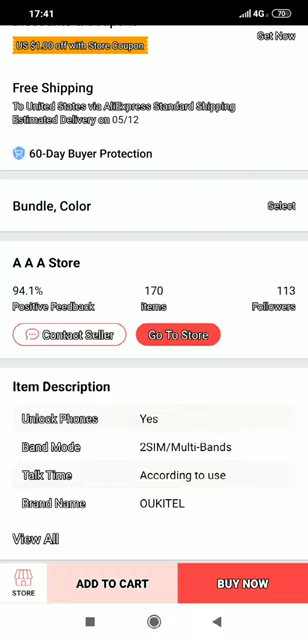 17:41
4G
70
US $1.00 off with Store Coupon
Get Now
Free Shipping
To United States via AliExpress Standard Shipping
Estimated Delivery on 05/12
60-Day Buyer Protection
Bundle, Color
Select
A A A Store
94.1%
170
113
Positive Feedback
items
Followers
Contact Seller
Go To Store
Item Description
Unlock Phones
Yes
Band Mode
2SIM/Multi-Bands
Talk Time
According to use
Brand Name
OUKITEL
View All
STORE
ADD TO CART
BUY NOW